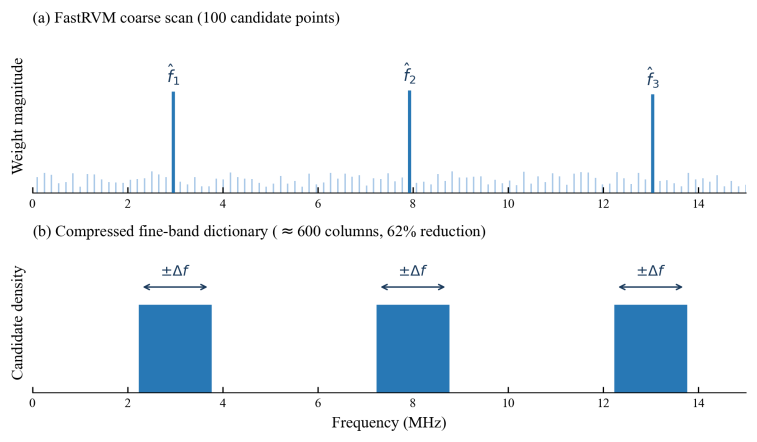 (a) FastRVM coarse scan (100 candidate points)
Weight magnitude
f̂₁ f̂₂ f̂₃
0 2 4 6 8 10 12 14
(b) Compressed fine-band dictionary ( ≈ 600 columns, 62% reduction)
Candidate density
±Δf ±Δf ±Δf
0 2 4 6 8 10 12 14
Frequency (MHz)